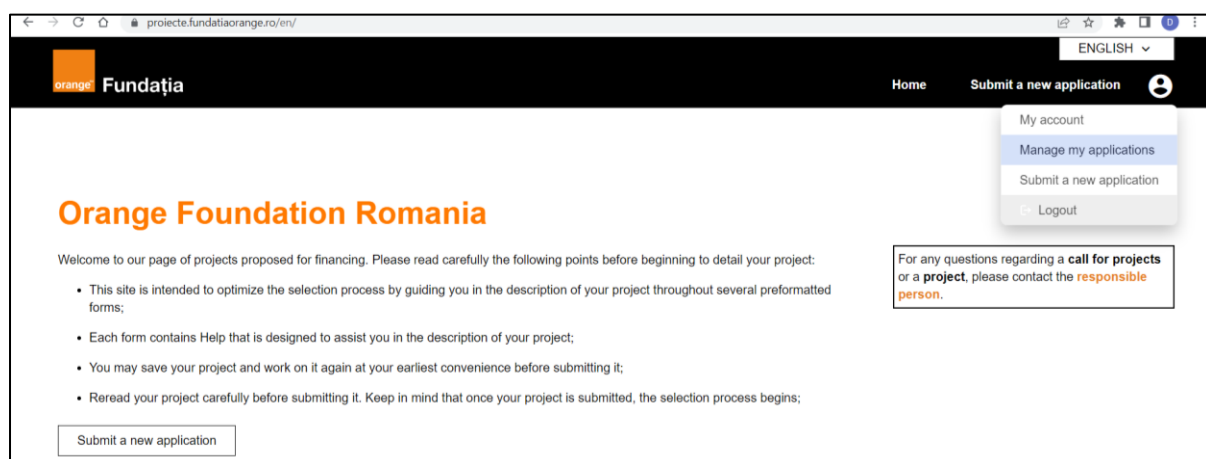 proiecte.fundatiaorange.ro/en/
D
ENGLISH
orange™ Fundația
Home Submit a new application
My account
Manage my applications
Submit a new application
Logout
Orange Foundation Romania
Welcome to our page of projects proposed for financing. Please read carefully the following points before beginning to detail your project:
• This site is intended to optimize the selection process by guiding you in the description of your project throughout several preformatted
forms;
• Each form contains Help that is designed to assist you in the description of your project;
• You may save your project and work on it again at your earliest convenience before submitting it;
• Reread your project carefully before submitting it. Keep in mind that once your project is submitted, the selection process begins;
Submit a new application
For any questions regarding a call for projects
or a project, please contact the responsible
person.